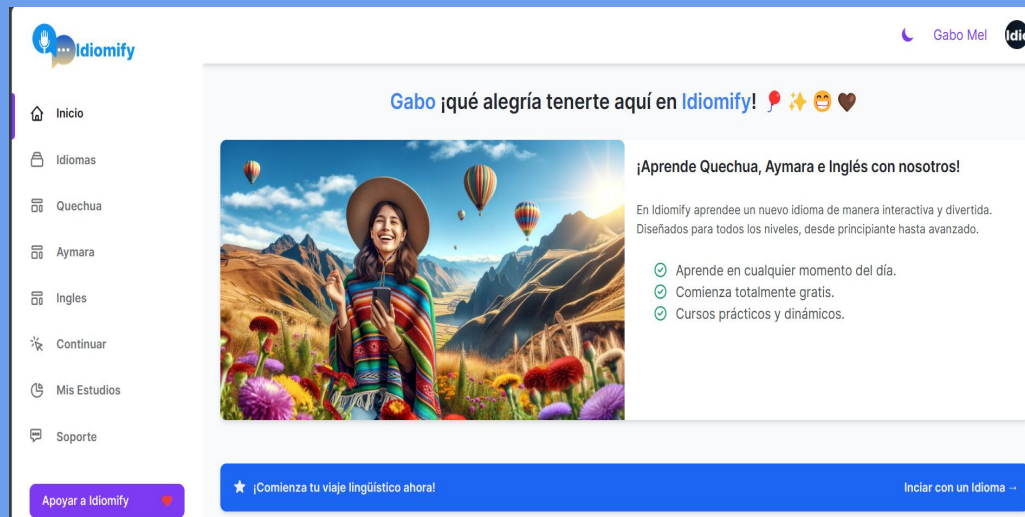 Idiomify
Gabo Mel
Inicio
Idiomas
Quechua
Aymara
Ingles
Continuar
Mis Estudios
Soporte
Apoyar a Idiomify
Gabo ¡qué alegría tenerte aquí en Idiomify! 🎈✨😁🤎
¡Aprende Quechua, Aymara e Inglés con nosotros!
En Idiomify aprendee un nuevo idioma de manera interactiva y divertida.
Diseñados para todos los niveles, desde principiante hasta avanzado.
Aprende en cualquier momento del día.
Comienza totalmente gratis.
Cursos prácticos y dinámicos.
¡Comienza tu viaje lingüístico ahora!
Inciar con un Idioma →